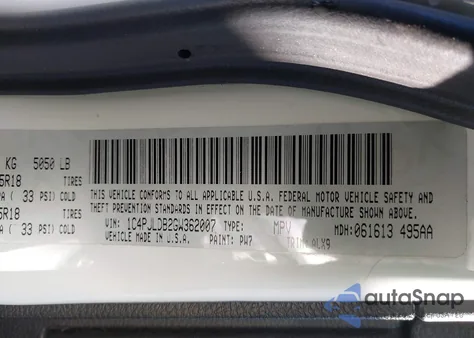 KG 5050 LB
5R18 TIRES
( 33 PSI) COLD
5R18 TIRES
A ( 33 PSI) COLD
THIS VEHICLE CONFORMS TO ALL APPLICABLE U.S.A. FEDERAL MOTOR VEHICLE SAFETY AND
THEFT PREVENTION STANDARDS IN EFFECT ON THE DATE OF MANUFACTURE SHOWN ABOVE.
VIN: 1C4PJLDB2GW362007 TYPE: MPV MDH: 061613 495AA
VEHICLE MADE IN U.S.A. PAINT: PW7 TRIM: ALX9
autoSnap